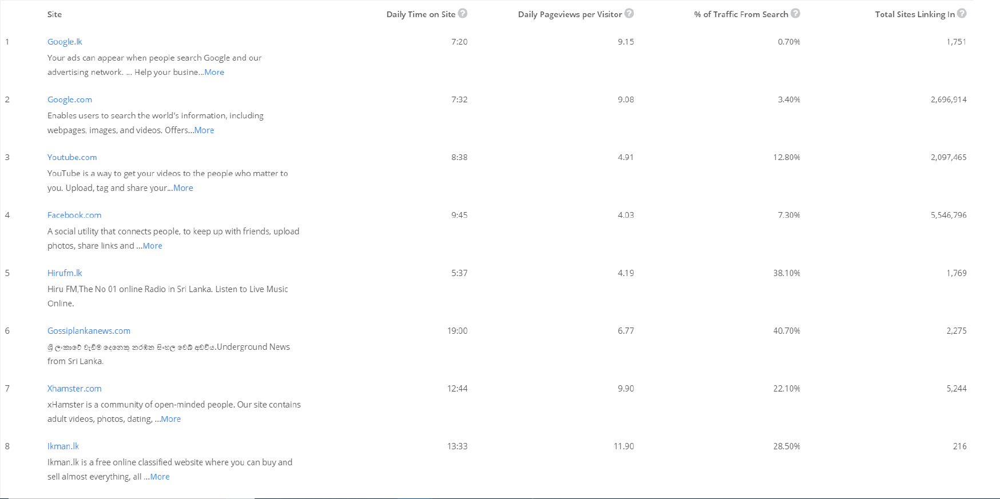 Site Daily Time on Site ? Daily Pageviews per Visitor ? % of Traffic From Search ? Total Sites Linking In ?
1 Google.lk 7:20 9.15 0.70% 1,751
Your ads can appear when people search Google and our
advertising network. ... Help your busine...More
2 Google.com 7:32 9.08 3.40% 2,696,914
Enables users to search the world's information, including
webpages, images, and videos. Offers...More
3 Youtube.com 8:38 4.91 12.80% 2,097,465
YouTube is a way to get your videos to the people who matter to
you. Upload, tag and share your...More
4 Facebook.com 9:45 4.03 7.30% 5,546,796
A social utility that connects people, to keep up with friends, upload
photos, share links and ...More
5 Hirufm.lk 5:37 4.19 38.10% 1,769
Hiru FM,The No 01 online Radio in Sri Lanka. Listen to Live Music
Online.
6 Gossiplankanews.com 19:00 6.77 40.70% 2,275
ශ්‍රී ලංකාවේ වැඩිම දෙනෙකු නරඹන සිංහල වෙබ් අඩවිය.Underground News
from Sri Lanka.
7 Xhamster.com 12:44 9.90 22.10% 5,244
xHamster is a community of open-minded people. Our site contains
adult videos, photos, dating, ...More
8 Ikman.lk 13:33 11.90 28.50% 216
Ikman.lk is a free online classified website where you can buy and
sell almost everything, all ...More